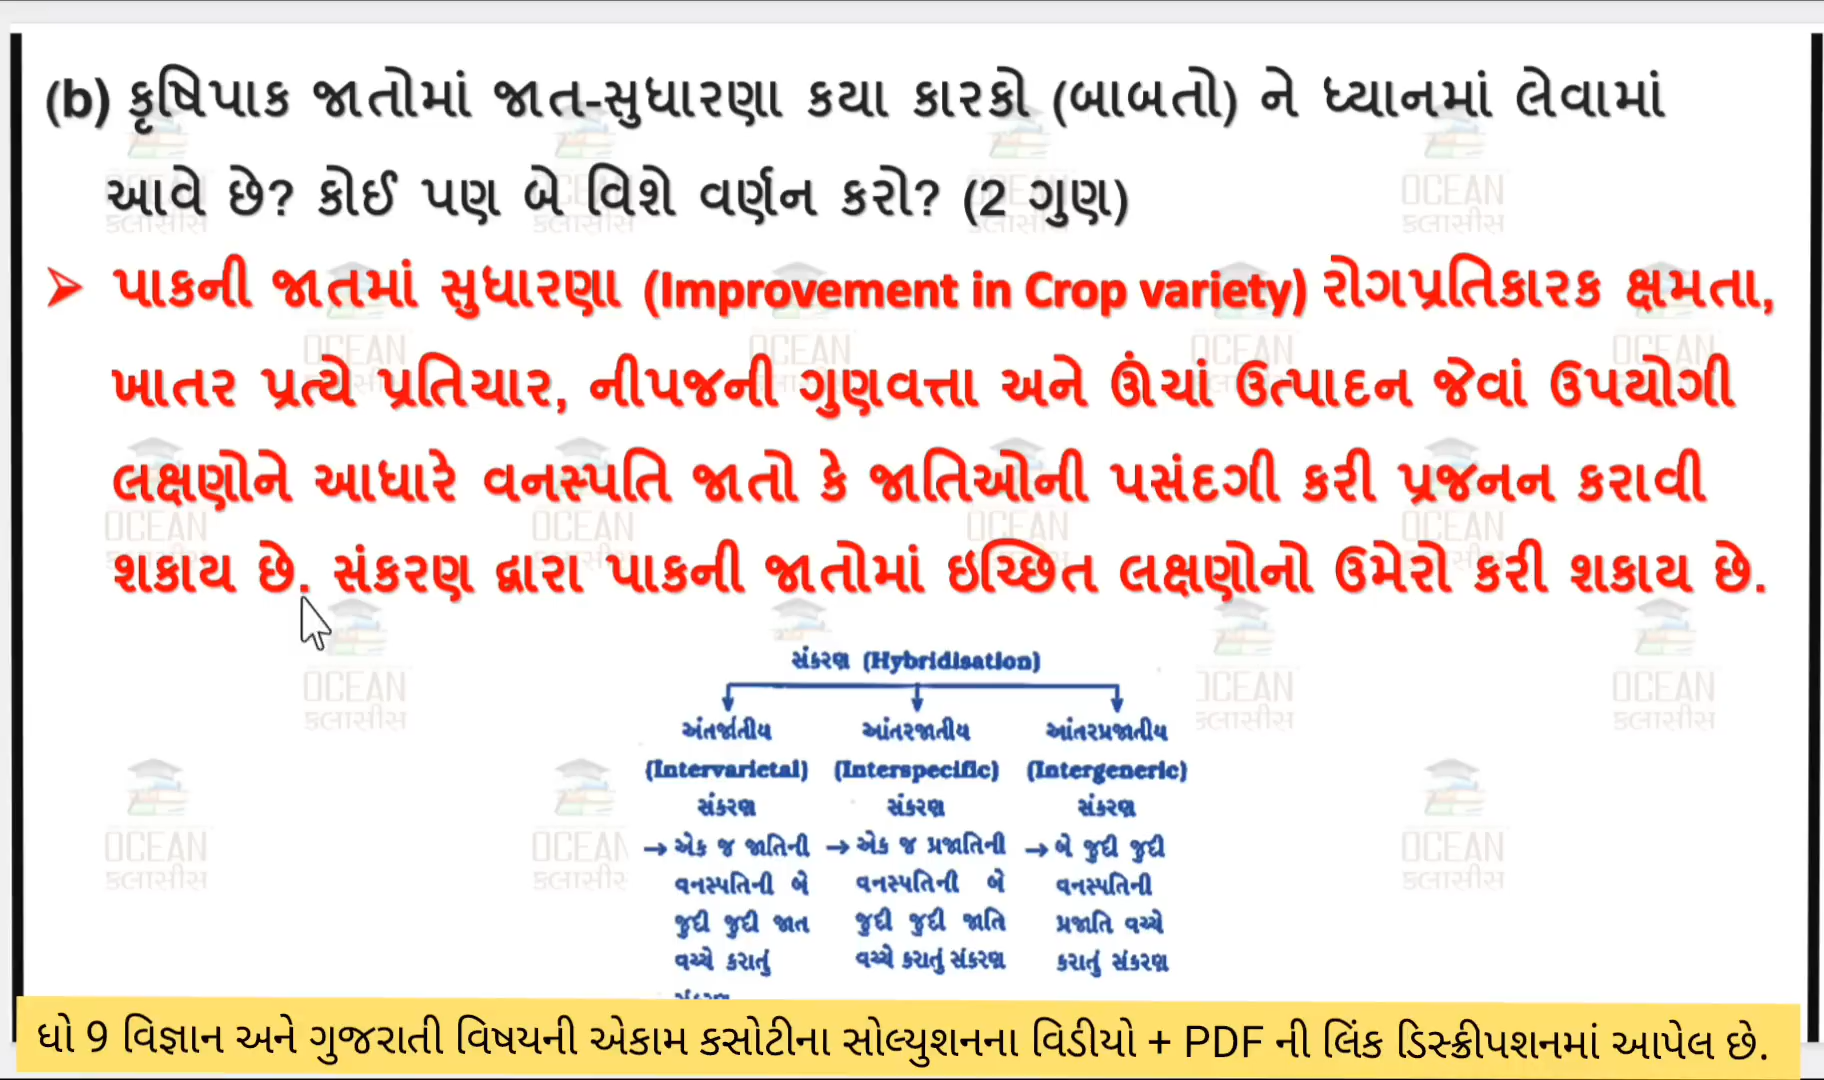 (b) કૃષિપાક જાતોમાં જાત-સુધારણા કયા કારકો (બાબતો) ને ધ્યાનમાં લેવામાં
આવે છે? કોઈ પણ બે વિશે વર્ણન કરો? (2 ગુણ)
➢ પાકની જાતમાં સુધારણા (Improvement in Crop variety) રોગપ્રતિકારક ક્ષમતા,
ખાતર પ્રત્યે પ્રતિચાર, નીપજની ગુણવત્તા અને ઊંચાં ઉત્પાદન જેવાં ઉપયોગી
લક્ષણોને આધારે વનસ્પતિ જાતો કે જાતિઓની પસંદગી કરી પ્રજનન કરાવી
શકાય છે. સંકરણ દ્વારા પાકની જાતોમાં ઇચ્છિત લક્ષણોનો ઉમેરો કરી શકાય છે.
સંકરણ (Hybridisation)
અંતર્જાતીય
(Intervarietal)
સંકરણ
→ એક જ જાતિની
વનસ્પતિની બે
જુદી જુદી જાત
વચ્ચે કરાતું
સંકરણ
આંતરજાતીય
(Interspecific)
સંકરણ
→ એક જ પ્રજાતિની
વનસ્પતિની બે
જુદી જુદી જાતિ
વચ્ચે કરાતું સંકરણ
આંતરપ્રજાતીય
(Intergeneric)
સંકરણ
→ બે જુદી જુદી
વનસ્પતિની
પ્રજાતિ વચ્ચે
કરાતું સંકરણ
ધો 9 વિજ્ઞાન અને ગુજરાતી વિષયની એકામ કસોટીના સોલ્યુશનના વિડીયો + PDF ની લિંક ડિસ્ક્રીપશનમાં આપેલ છે.
OCEAN
ક્લાસીસ